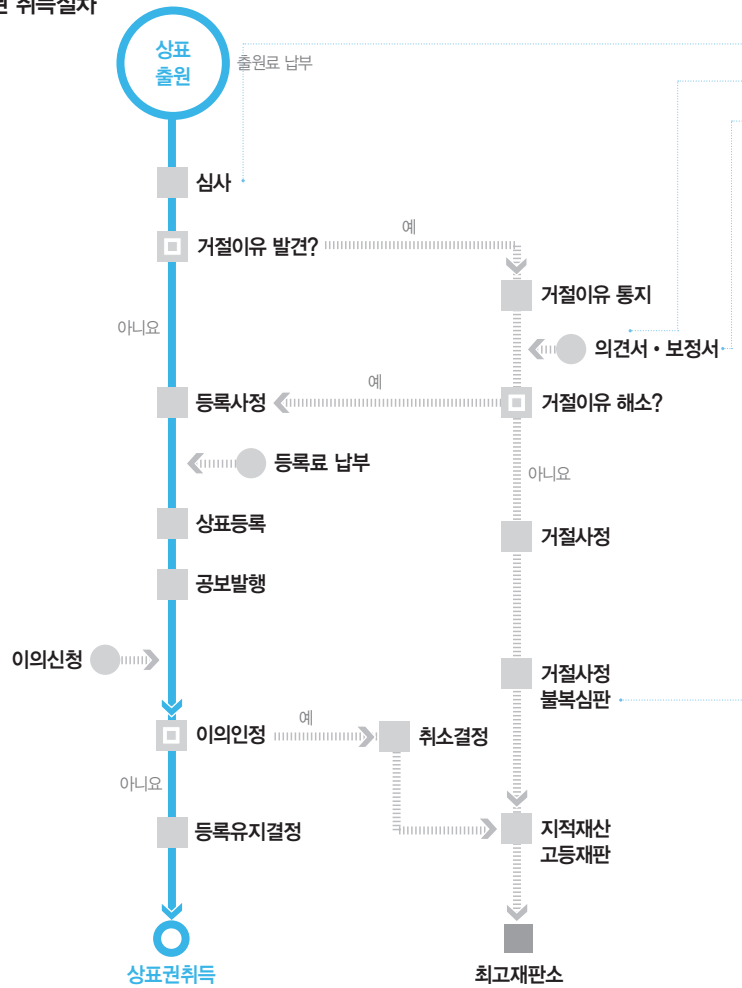 취득절차
상표
출원
출원료 납부
심사
거절이유 발견?
예
거절이유 통지
아니요
의견서・보정서
예
등록사정
거절이유 해소?
등록료 납부
아니요
상표등록
거절사정
공보발행
이의신청
거절사정
불복심판
예
이의인정
취소결정
아니요
등록유지결정
지적재산
고등재판
상표권취득
최고재판소